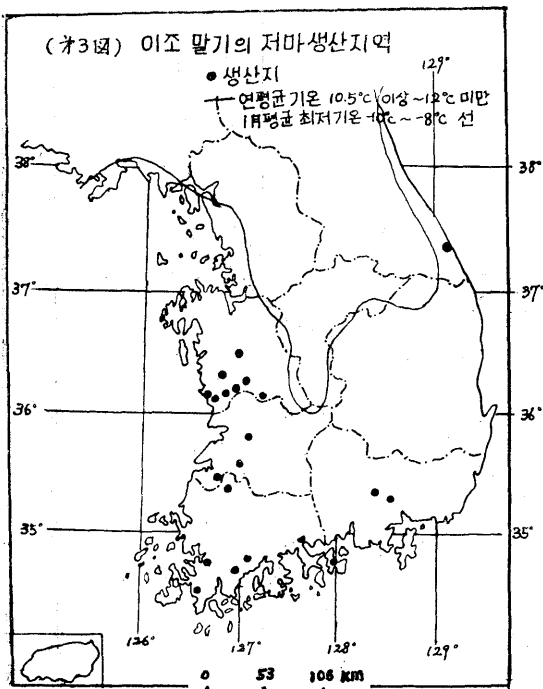 (第3図) 이조 말기의 저마생산지역
129°
● 생산지
— 연평균 기온 10.5°C 이상~12°C 미만
1月평균 최저기온 -10°C ~ -8°C 선
38° 38°
37° 37°
36° 36°
35° 35°
126° 127° 128° 129°
0 53 106 km